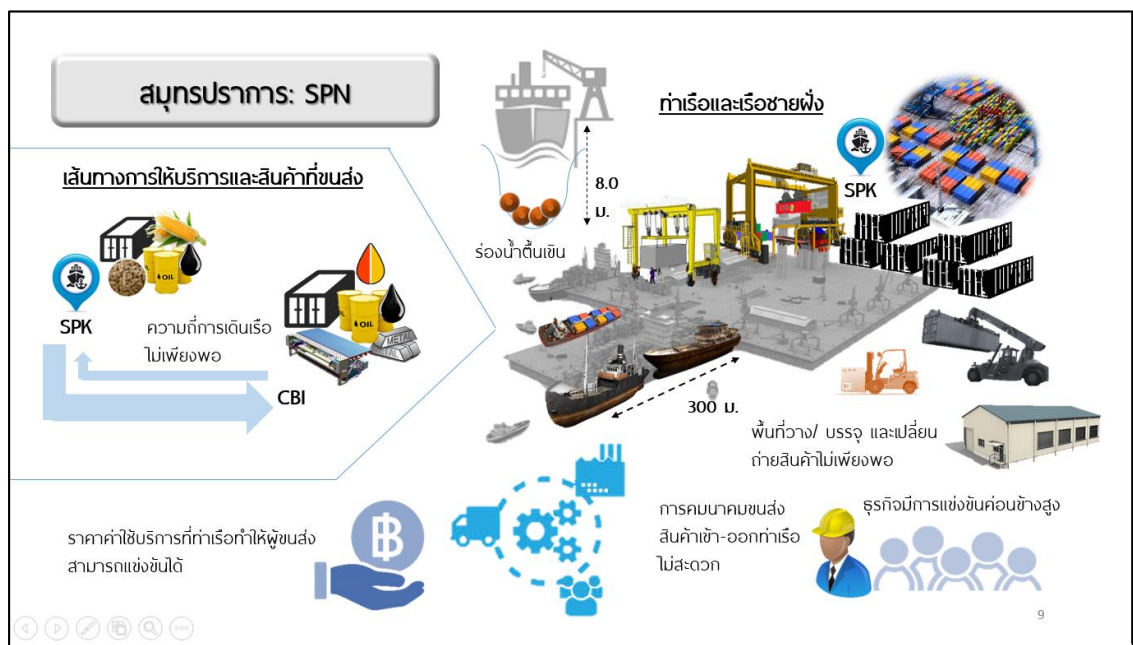 สมุทรปราการ: SPN
เส้นทางการให้บริการและสินค้าที่ขนส่ง
OIL
SPK
ความถี่การเดินเรือ
ไม่เพียงพอ
OIL
METAL
CBI
8.0
ม.
ร่องน้ำตื้นเขิน
ท่าเรือและเรือชายฝั่ง
SPK
300 ม.
พื้นที่วาง/ บรรจุ และเปลี่ยน
ถ่ายสินค้าไม่เพียงพอ
ราคาค่าใช้บริการที่ท่าเรือทำให้ผู้ขนส่ง
สามารถแข่งขันได้
฿
การคมนาคมขนส่ง
สินค้าเข้า-ออกท่าเรือ
ไม่สะดวก
ธุรกิจมีการแข่งขันค่อนข้างสูง
9